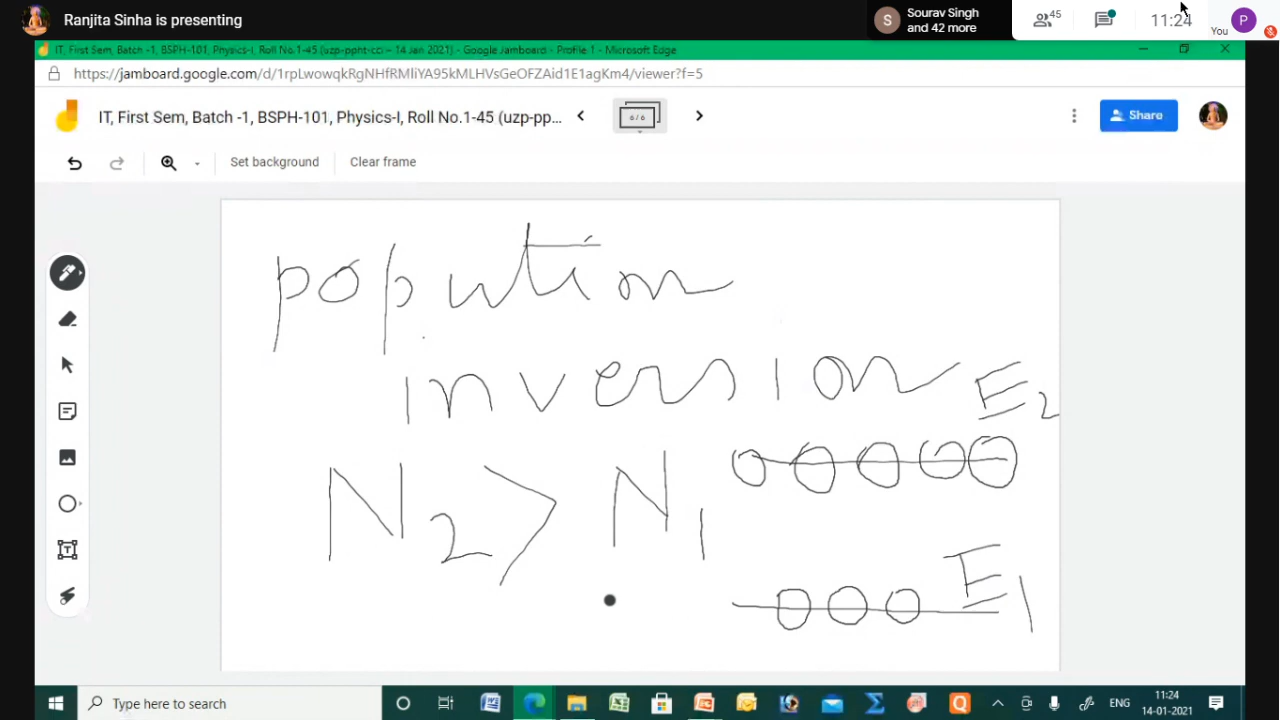 Ranjita Sinha is presenting
Sourav Singh
and 42 more
45
11:24
You
P
S
IT, First Sem, Batch -1, BSPH-101, Physics-I, Roll No.1-45 (uzp-ppht-cci – 14 Jan 2021) - Google Jamboard - Profile 1 - Microsoft Edge
https://jamboard.google.com/d/1rpLwowqkRgNHfRMliYA95kMLHVsGeOFZAid1E1agKm4/viewer?f=5
IT, First Sem, Batch -1, BSPH-101, Physics-I, Roll No.1-45 (uzp-pp...
6 / 6
Share
Set background
Clear frame
popution
inversion
E2
N2 > N1
E1
Type here to search
ENG
11:24
14-01-2021